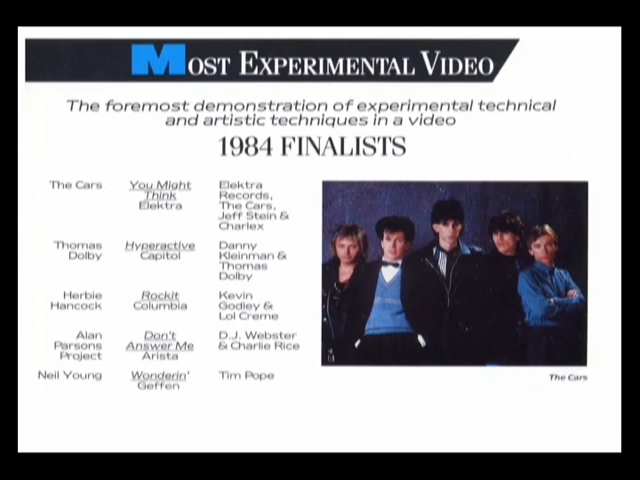 MOST EXPERIMENTAL VIDEO
The foremost demonstration of experimental technical
and artistic techniques in a video
1984 FINALISTS
The Cars You Might Elektra
Think Records,
Elektra The Cars,
Jeff Stein &
Charlex
Thomas Hyperactive Danny
Dolby Capitol Kleinman &
Thomas
Dolby
Herbie Rockit Kevin
Hancock Columbia Godley &
Lol Creme
Alan Don't D.J. Webster
Parsons Answer Me & Charlie Rice
Project Arista
Neil Young Wonderin' Tim Pope
Geffen
The Cars